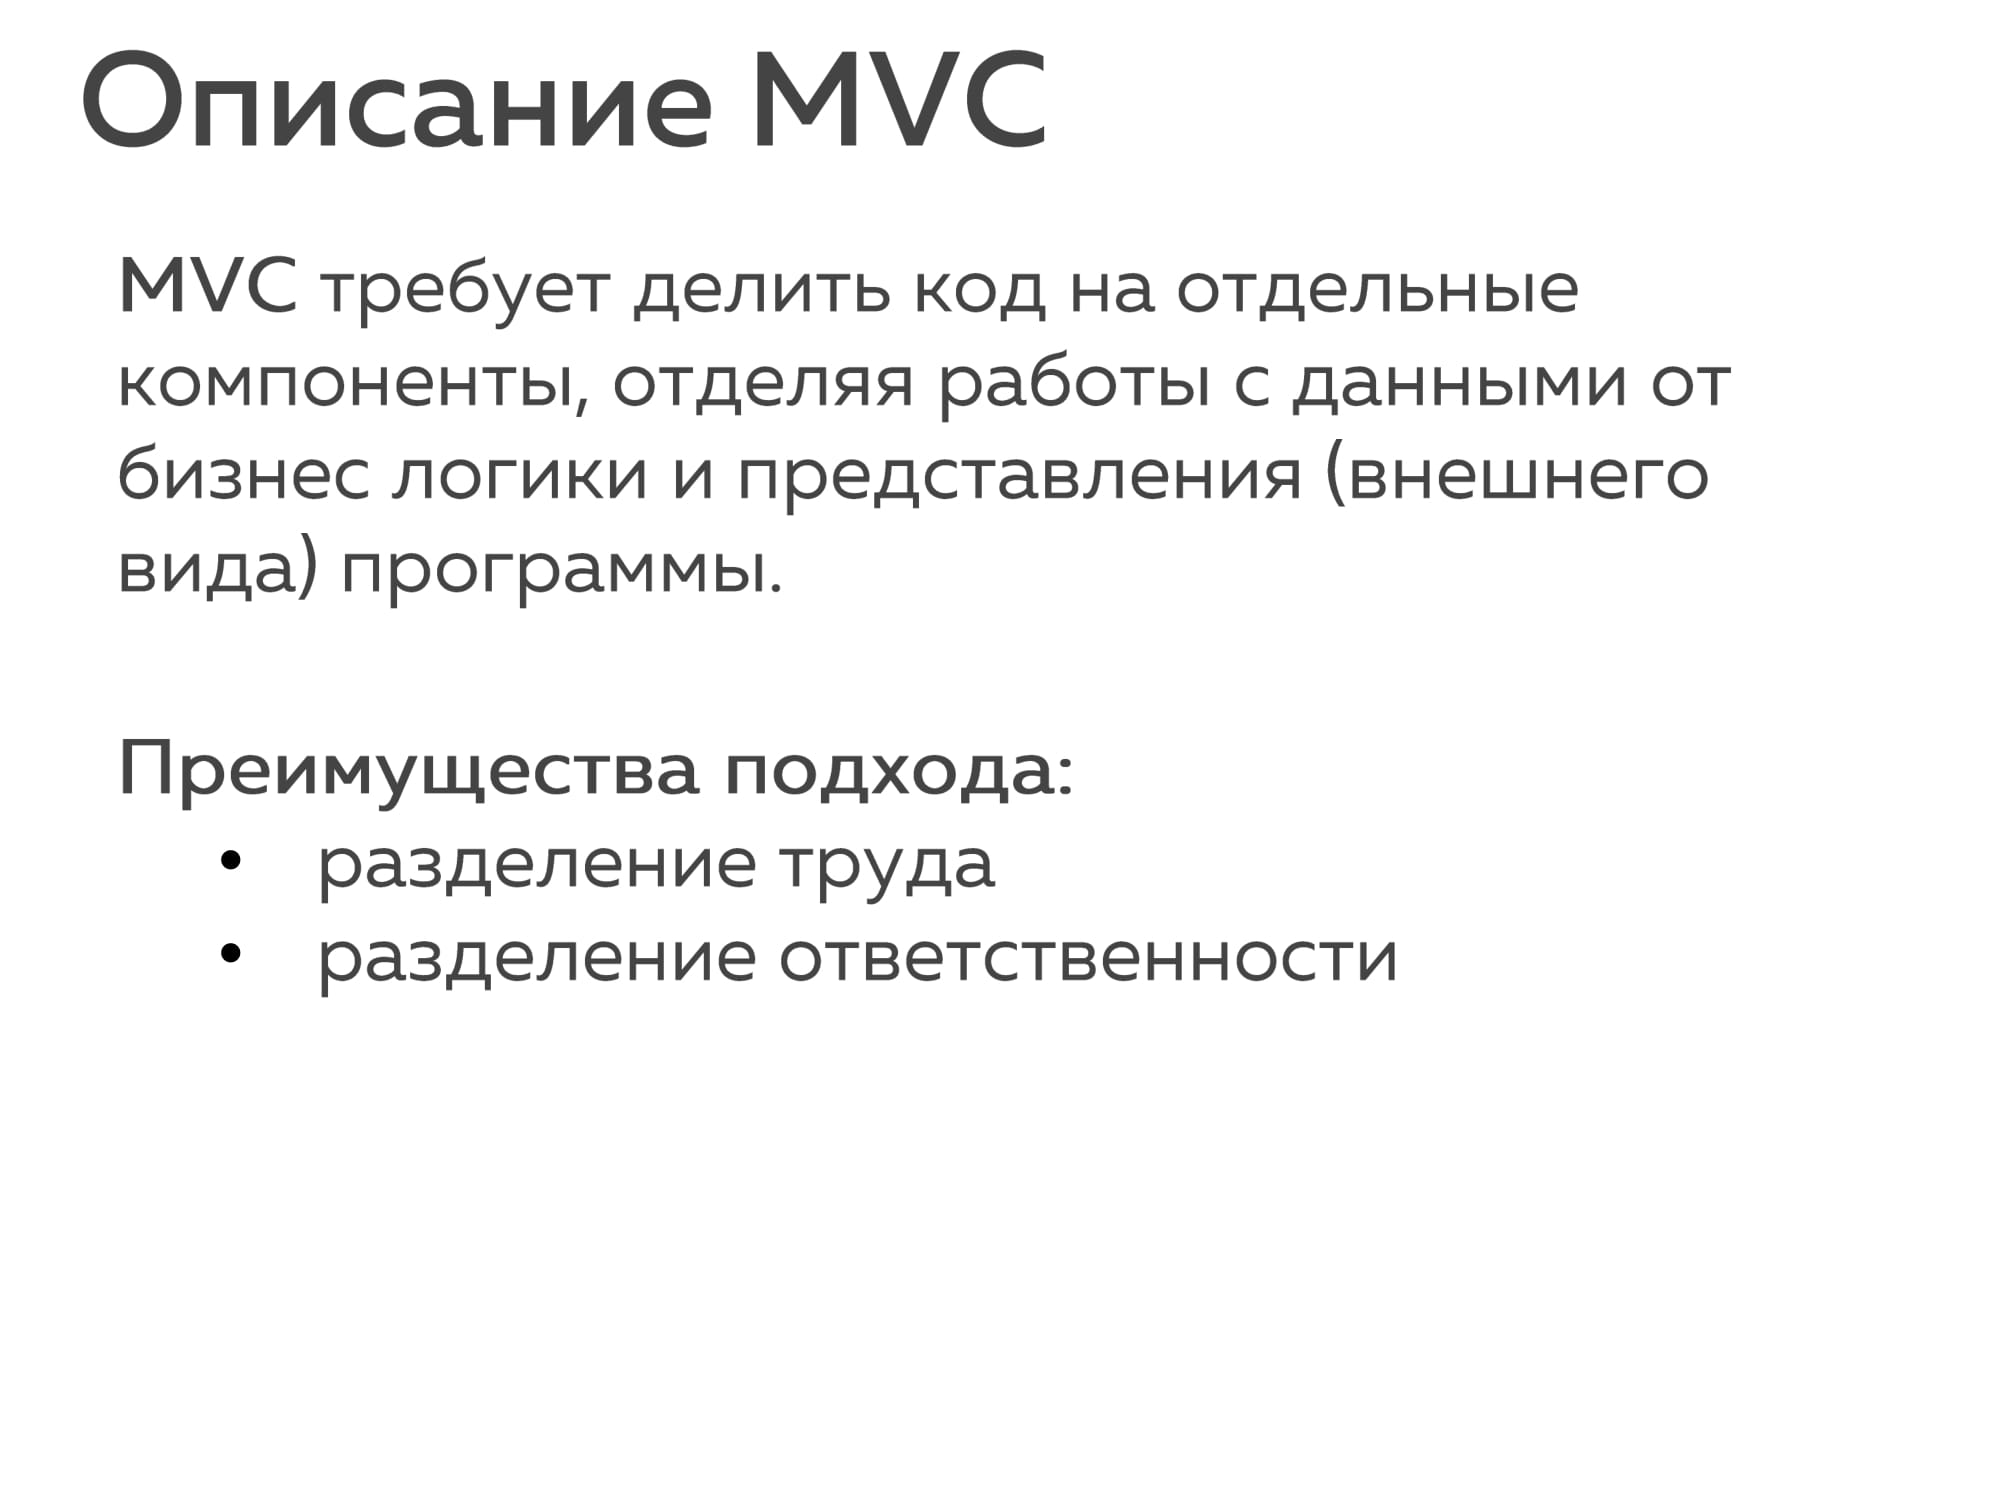 Описание MVC
MVC требует делить код на отдельные
компоненты, отделяя работы с данными от
бизнес логики и представления (внешнего
вида) программы.
Преимущества подхода:
• разделение труда
• разделение ответственности